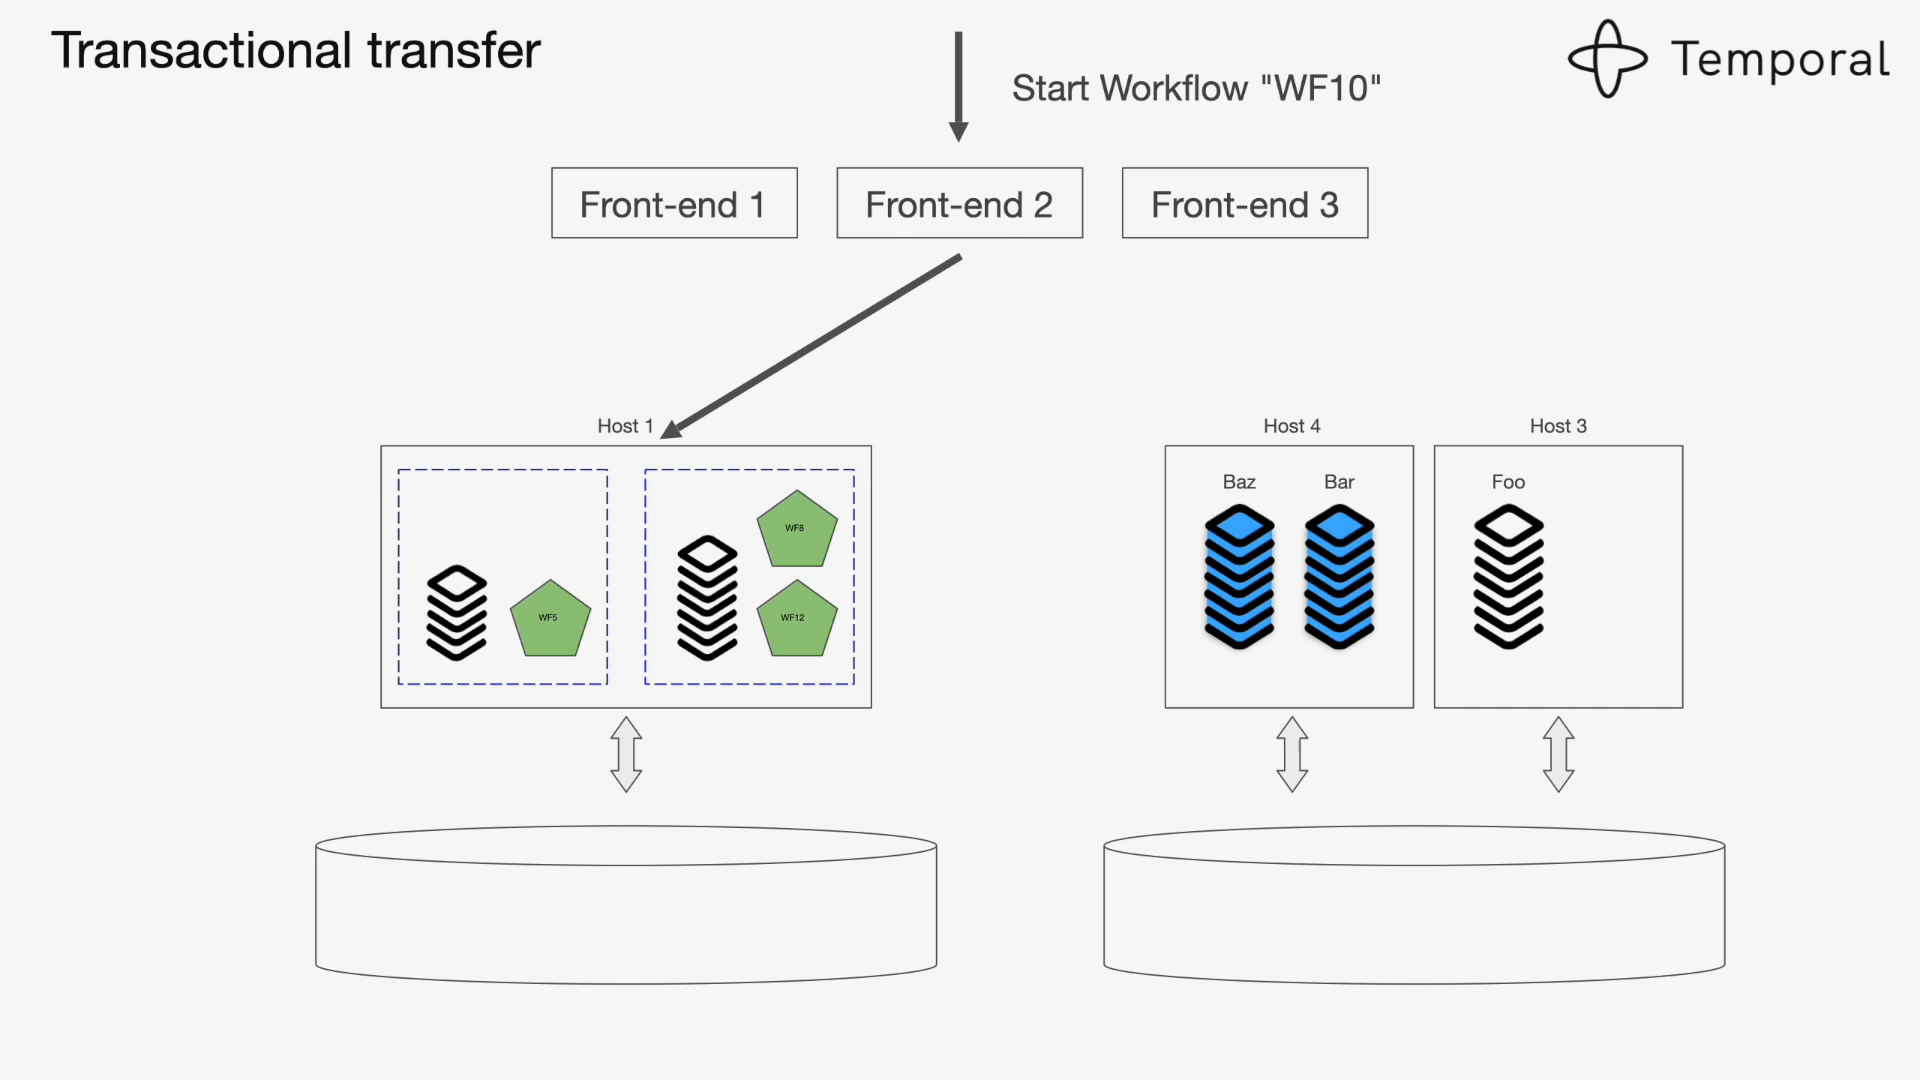 Transactional transfer
Temporal
Start Workflow "WF10"
Front-end 1
Front-end 2
Front-end 3
Host 1
Host 4
Host 3
Baz
Bar
Foo
WF8
WF5
WF12